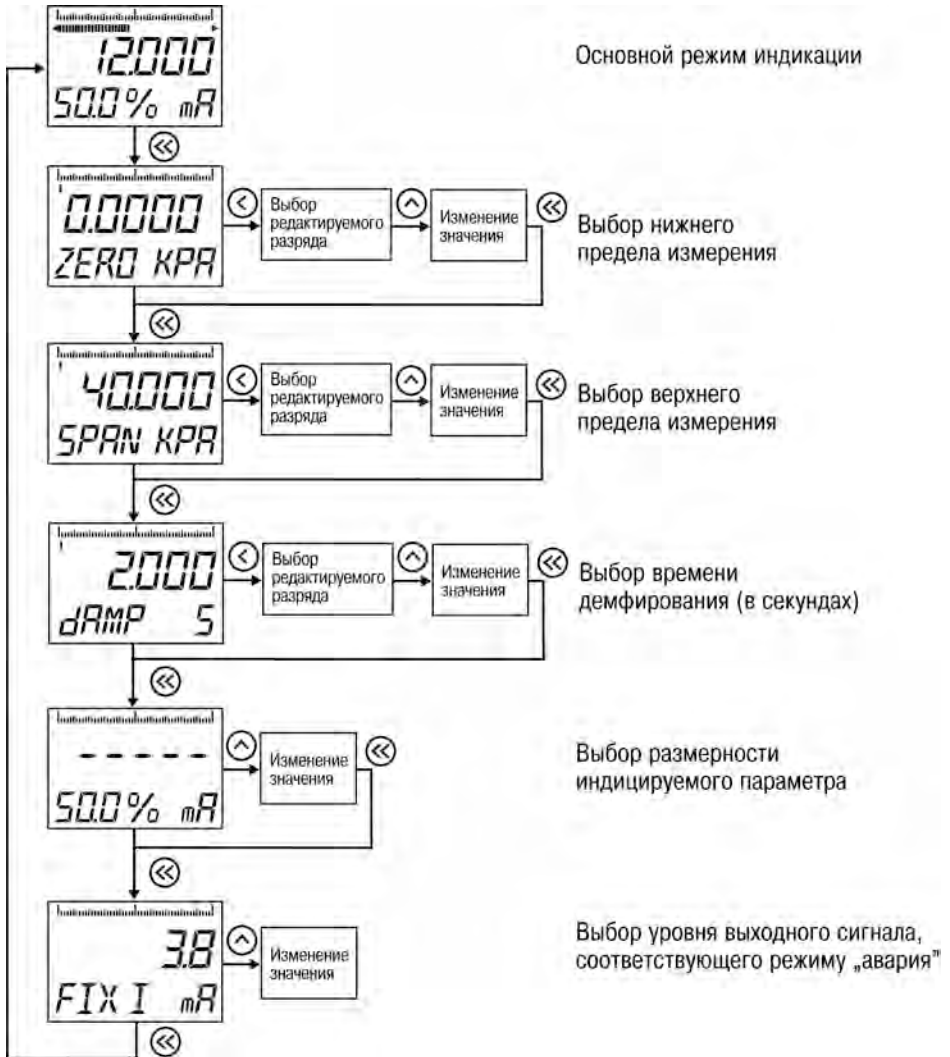 12.000
50.0% mA
Основной режим индикации
0.0000
ZERO KPA
Выбор
редактируемого
разряда
Изменение
значения
Выбор нижнего
предела измерения
40.000
SPAN KPA
Выбор
редактируемого
разряда
Изменение
значения
Выбор верхнего
предела измерения
2.000
dAMP S
Выбор
редактируемого
разряда
Изменение
значения
Выбор времени
демфирования (в секундах)
- - - - -
50.0% mA
Изменение
значения
Выбор размерности
индицируемого параметра
3.8
FIX I mA
Изменение
значения
Выбор уровня выходного сигнала,
соответствующего режиму „авария"